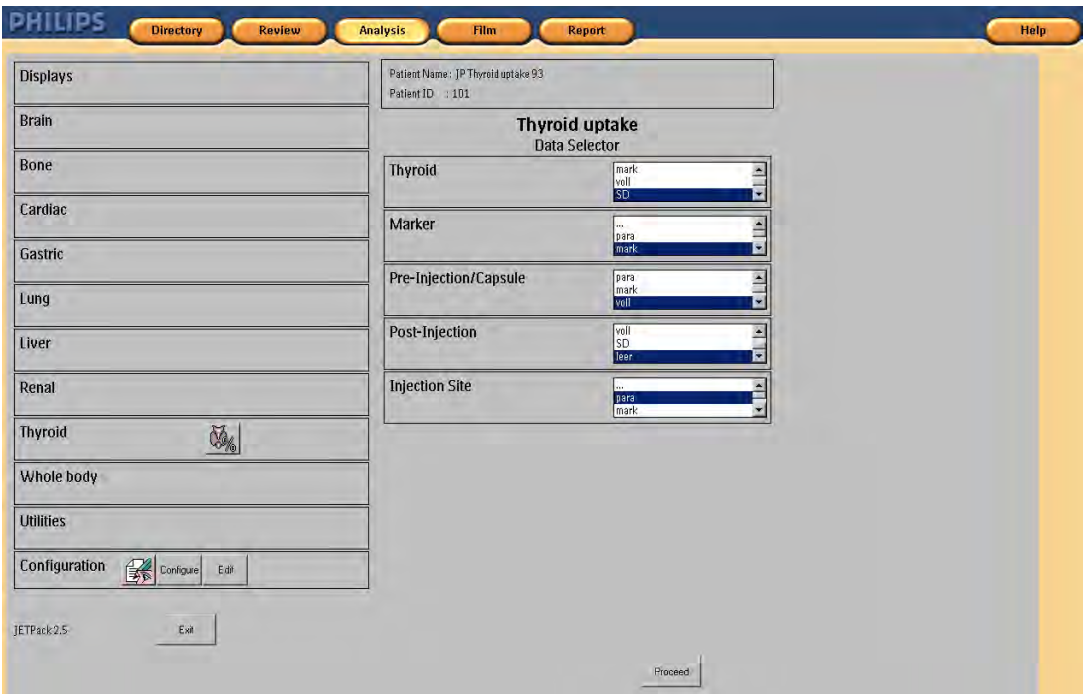 PHILIPS
Directory Review Analysis Film Report Help
Displays
Brain
Bone
Cardiac
Gastric
Lung
Liver
Renal
Thyroid
Whole body
Utilities
Configuration Configure Edit
JETPack 2.5 Exit
Patient Name : JP Thyroid uptake 93
Patient ID : 101
Thyroid uptake
Data Selector
Thyroid
mark
voll
SD
Marker
...
para
mark
Pre-Injection/Capsule
para
mark
voll
Post-Injection
voll
SD
leer
Injection Site
...
para
mark
Proceed